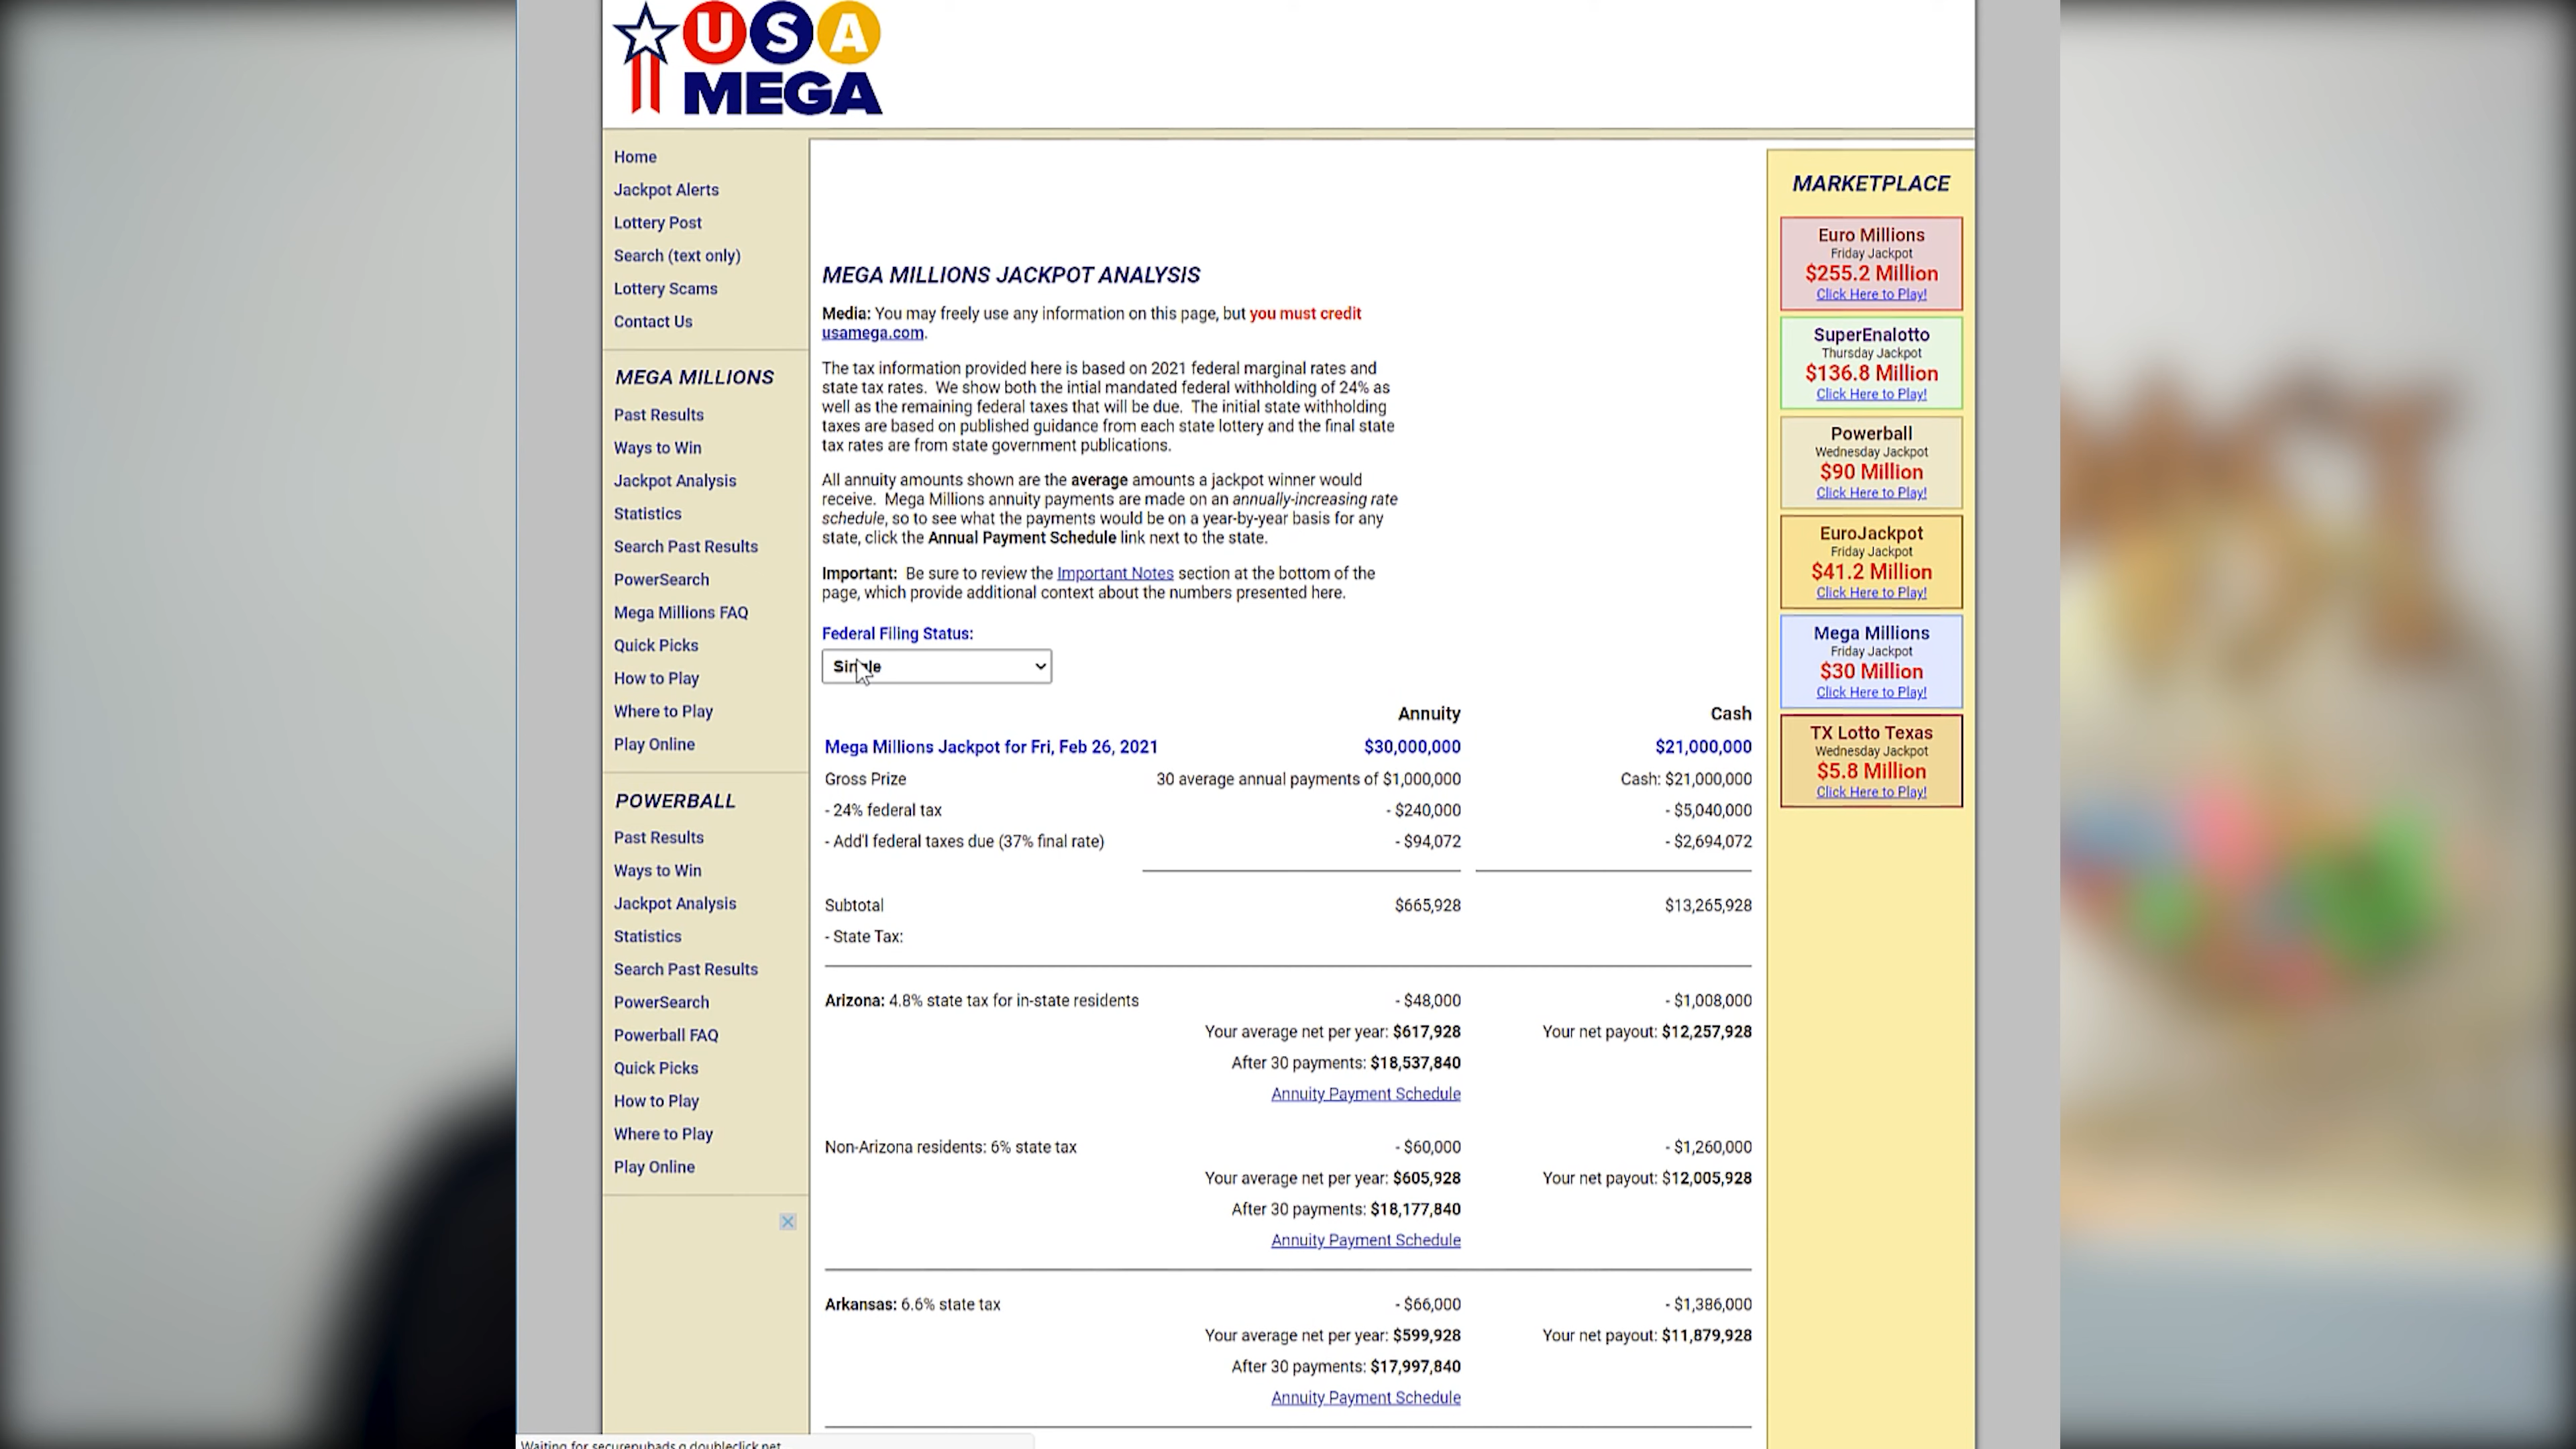 USA
MEGA
Home
Jackpot Alerts
Lottery Post
Search (text only)
Lottery Scams
Contact Us
MEGA MILLIONS
Past Results
Ways to Win
Jackpot Analysis
Statistics
Search Past Results
PowerSearch
Mega Millions FAQ
Quick Picks
How to Play
Where to Play
Play Online
POWERBALL
Past Results
Ways to Win
Jackpot Analysis
Statistics
Search Past Results
PowerSearch
Powerball FAQ
Quick Picks
How to Play
Where to Play
Play Online
MEGA MILLIONS JACKPOT ANALYSIS
Media: You may freely use any information on this page, but you must credit
usamega.com.
The tax information provided here is based on 2021 federal marginal rates and
state tax rates. We show both the intial mandated federal withholding of 24% as
well as the remaining federal taxes that will be due. The initial state withholding
taxes are based on published guidance from each state lottery and the final state
tax rates are from state government publications.
All annuity amounts shown are the average amounts a jackpot winner would
receive. Mega Millions annuity payments are made on an annually-increasing rate
schedule, so to see what the payments would be on a year-by-year basis for any
state, click the Annual Payment Schedule link next to the state.
Important: Be sure to review the Important Notes section at the bottom of the
page, which provide additional context about the numbers presented here.
Federal Filing Status:
Single
Annuity Cash
Mega Millions Jackpot for Fri, Feb 26, 2021 $30,000,000 $21,000,000
Gross Prize 30 average annual payments of $1,000,000 Cash: $21,000,000
- 24% federal tax - $240,000 - $5,040,000
- Add'l federal taxes due (37% final rate) - $94,072 - $2,694,072
Subtotal $665,928 $13,265,928
- State Tax:
Arizona: 4.8% state tax for in-state residents - $48,000 - $1,008,000
Your average net per year: $617,928 Your net payout: $12,257,928
After 30 payments: $18,537,840
Annuity Payment Schedule
Non-Arizona residents: 6% state tax - $60,000 - $1,260,000
Your average net per year: $605,928 Your net payout: $12,005,928
After 30 payments: $18,177,840
Annuity Payment Schedule
Arkansas: 6.6% state tax - $66,000 - $1,386,000
Your average net per year: $599,928 Your net payout: $11,879,928
After 30 payments: $17,997,840
Annuity Payment Schedule
MARKETPLACE
Euro Millions
Friday Jackpot
$255.2 Million
Click Here to Play!
SuperEnalotto
Thursday Jackpot
$136.8 Million
Click Here to Play!
Powerball
Wednesday Jackpot
$90 Million
Click Here to Play!
EuroJackpot
Friday Jackpot
$41.2 Million
Click Here to Play!
Mega Millions
Friday Jackpot
$30 Million
Click Here to Play!
TX Lotto Texas
Wednesday Jackpot
$5.8 Million
Click Here to Play!
Waiting for securepubads.g.doubleclick.net